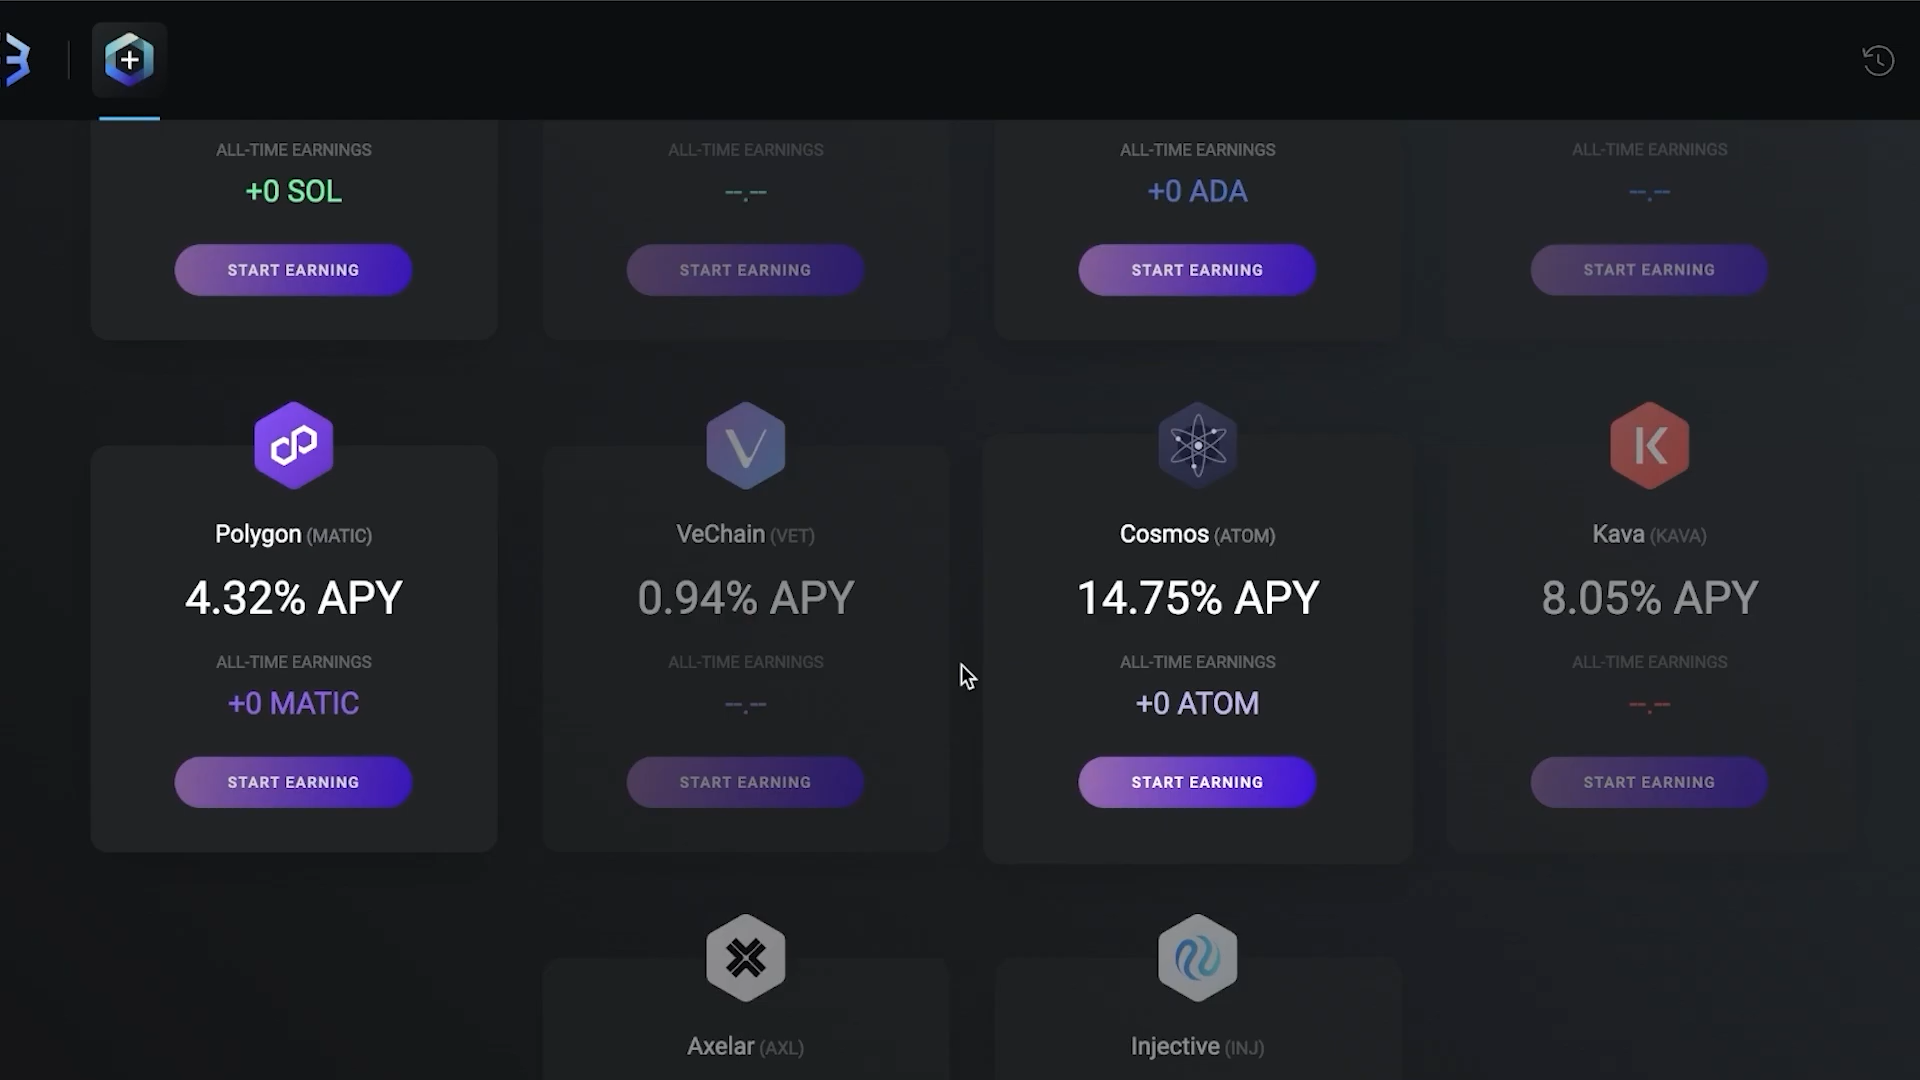 ALL-TIME EARNINGS
+0 SOL
START EARNING
ALL-TIME EARNINGS
--.--
START EARNING
ALL-TIME EARNINGS
+0 ADA
START EARNING
ALL-TIME EARNINGS
--.--
START EARNING
Polygon (MATIC)
4.32% APY
ALL-TIME EARNINGS
+0 MATIC
START EARNING
VeChain (VET)
0.94% APY
ALL-TIME EARNINGS
--.--
START EARNING
Cosmos (ATOM)
14.75% APY
ALL-TIME EARNINGS
+0 ATOM
START EARNING
Kava (KAVA)
8.05% APY
ALL-TIME EARNINGS
--.--
START EARNING
Axelar (AXL)
Injective (INJ)